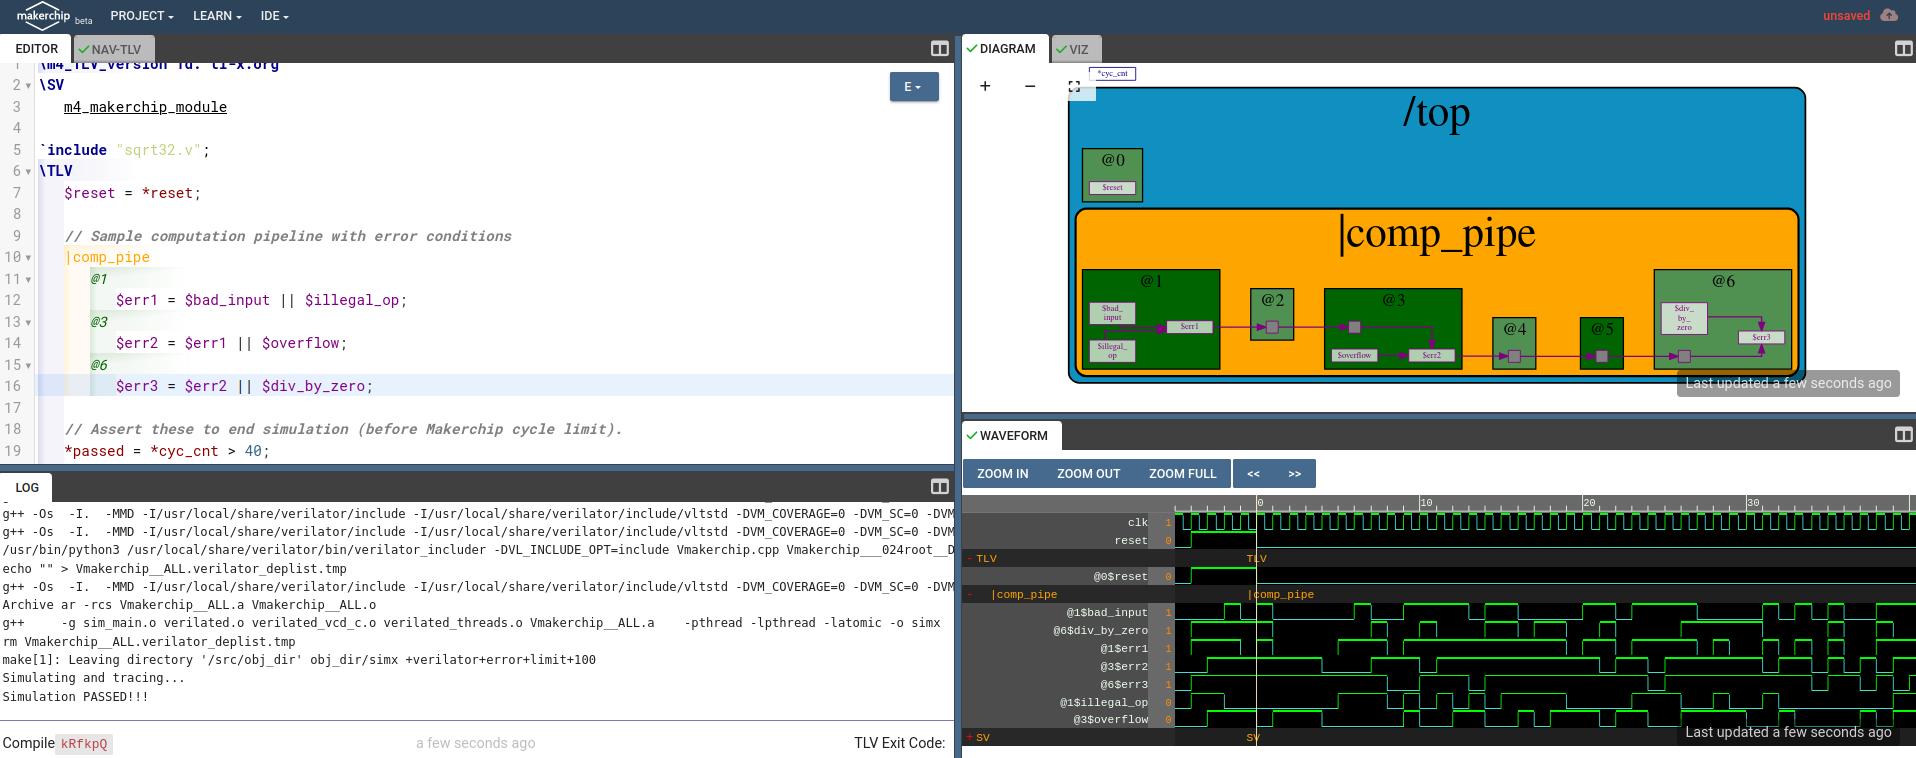 makerchip beta PROJECT LEARN IDE unsaved
EDITOR NAV-TLV
1 \m4_TLV_version 1d: tl-x.org
2 \SV
3 m4_makerchip_module
4
5 `include "sqrt32.v";
6 \TLV
7 $reset = *reset;
8
9 // Sample computation pipeline with error conditions
10 |comp_pipe
11 @1
12 $err1 = $bad_input || $illegal_op;
13 @3
14 $err2 = $err1 || $overflow;
15 @6
16 $err3 = $err2 || $div_by_zero;
17
18 // Assert these to end simulation (before Makerchip cycle limit).
19 *passed = *cyc_cnt > 40;
E
LOG
g++ -Os -I. -MMD -I/usr/local/share/verilator/include -I/usr/local/share/verilator/include/vltstd -DVM_COVERAGE=0 -DVM_SC=0 -DVM
g++ -Os -I. -MMD -I/usr/local/share/verilator/include -I/usr/local/share/verilator/include/vltstd -DVM_COVERAGE=0 -DVM_SC=0 -DVM
/usr/bin/python3 /usr/local/share/verilator/bin/verilator_includer -DVL_INCLUDE_OPT=include Vmakerchip.cpp Vmakerchip___024root__D
echo "" > Vmakerchip__ALL.verilator_deplist.tmp
g++ -Os -I. -MMD -I/usr/local/share/verilator/include -I/usr/local/share/verilator/include/vltstd -DVM_COVERAGE=0 -DVM_SC=0 -DVM
Archive ar -rcs Vmakerchip__ALL.a Vmakerchip__ALL.o
g++ -g sim_main.o verilated.o verilated_vcd_c.o verilated_threads.o Vmakerchip__ALL.a -pthread -lpthread -latomic -o simx
rm Vmakerchip__ALL.verilator_deplist.tmp
make[1]: Leaving directory '/src/obj_dir' obj_dir/simx +verilator+error+limit+100
Simulating and tracing...
Simulation PASSED!!!
Compile kRfkpQ a few seconds ago TLV Exit Code:
DIAGRAM VIZ
+ −
*cyc_cnt
/top
@0
$reset
|comp_pipe
@1
$bad_
input
$err1
$illegal_
op
@2
@3
$overflow
$err2
@4
@5
@6
$div_
by_
zero
$err3
Last updated a few seconds ago
WAVEFORM
ZOOM IN ZOOM OUT ZOOM FULL << >>
0 10 20 30
clk 1
reset 0
- TLV TLV
@0$reset 0
- |comp_pipe |comp_pipe
@1$bad_input 1
@6$div_by_zero 1
@1$err1 1
@3$err2 1
@6$err3 1
@1$illegal_op 0
@3$overflow 0
+ SV SV
Last updated a few seconds ago